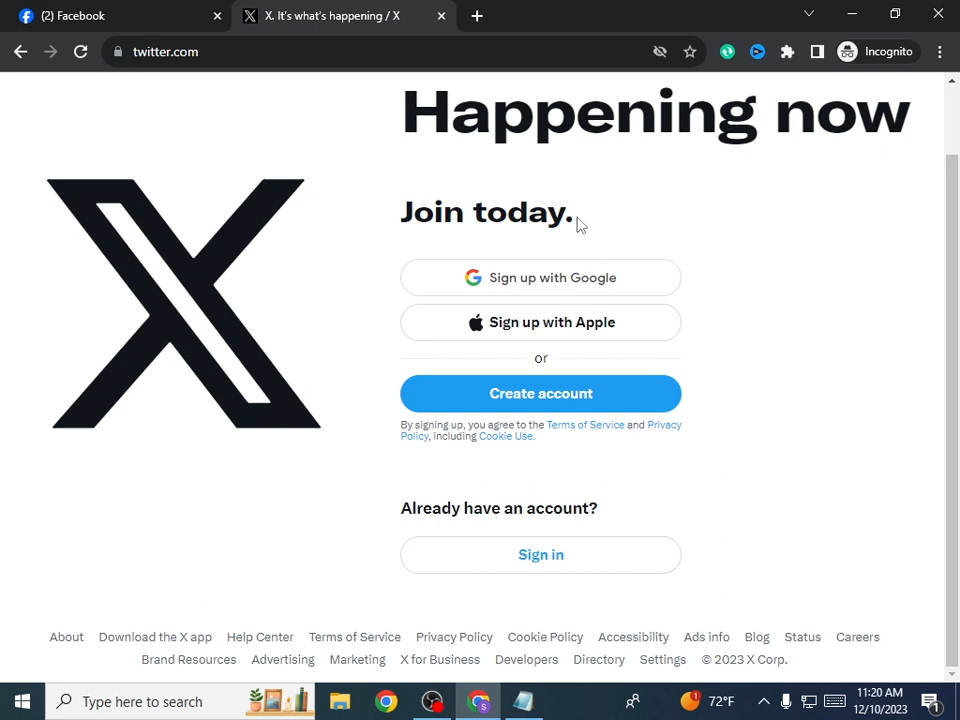 (2) Facebook
X. It's what's happening / X
twitter.com
Incognito
Happening now
Join today.
Sign up with Google
Sign up with Apple
or
Create account
By signing up, you agree to the Terms of Service and Privacy
Policy, including Cookie Use.
Already have an account?
Sign in
About Download the X app Help Center Terms of Service Privacy Policy Cookie Policy Accessibility Ads info Blog Status Careers
Brand Resources Advertising Marketing X for Business Developers Directory Settings © 2023 X Corp.
Type here to search
S
1
72°F
11:20 AM
12/10/2023
1